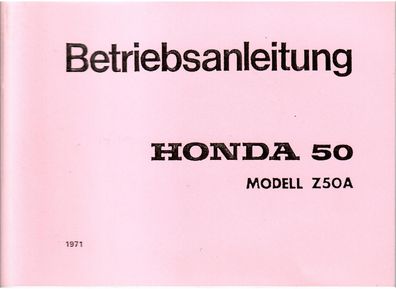 Betriebsanleitung
HONDA 50
MODELL Z50A
1971